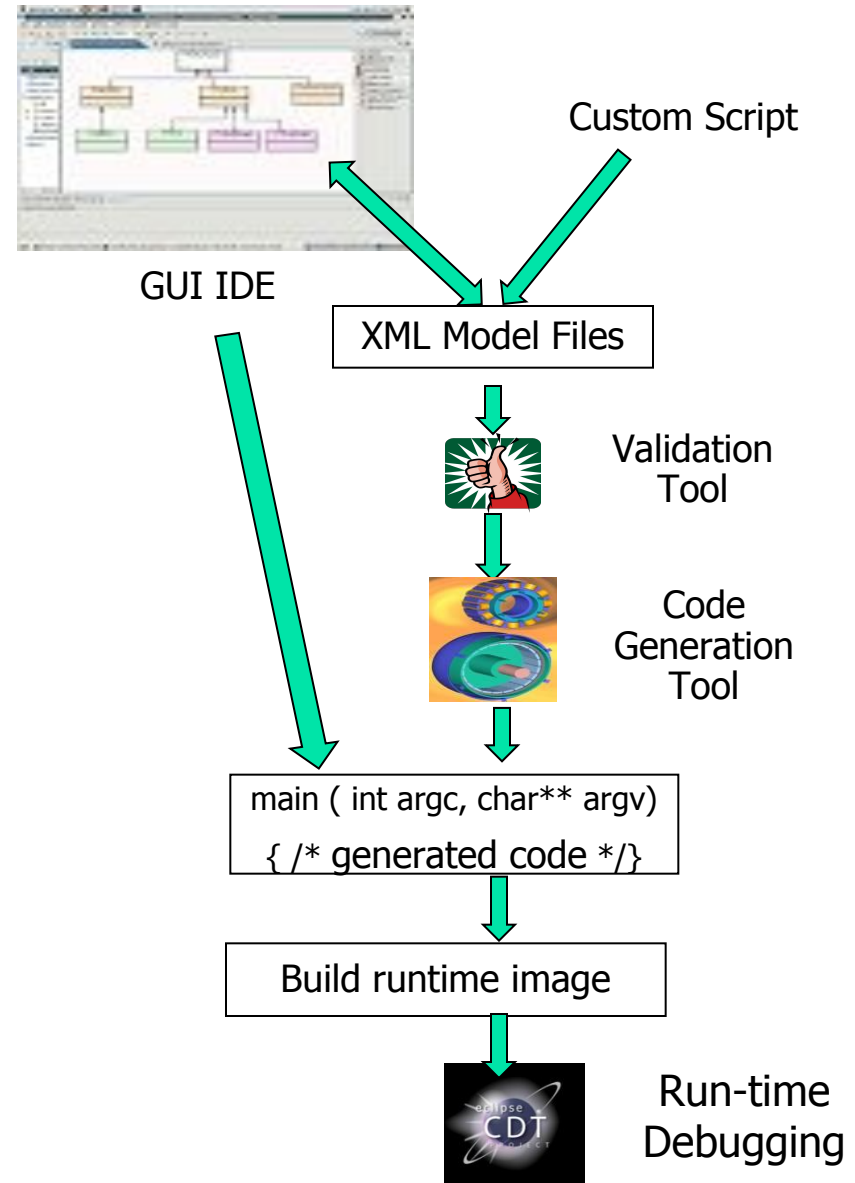 Custom Script
GUI IDE
XML Model Files
Validation
Tool
Code
Generation
Tool
main ( int argc, char** argv)
{ /* generated code */}
Build runtime image
eclipse
CDT
PROJECT
Run-time
Debugging